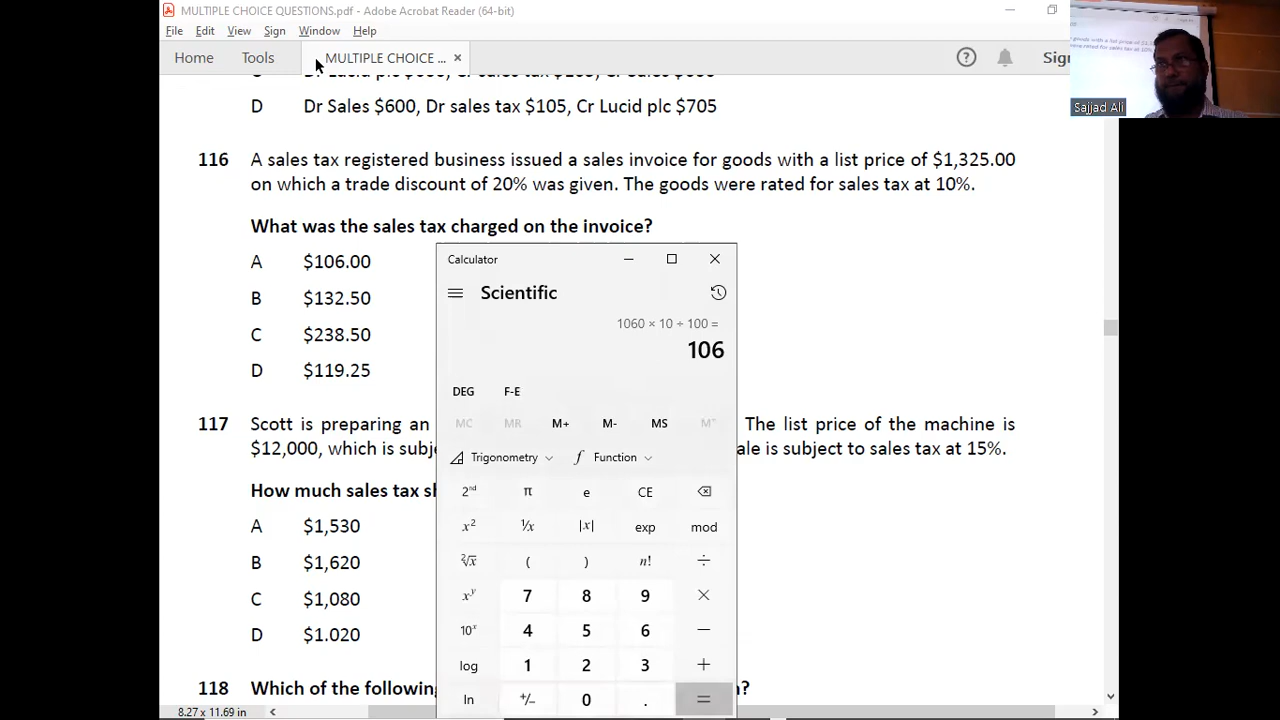 MULTIPLE CHOICE QUESTIONS.pdf - Adobe Acrobat Reader (64-bit)
File Edit View Sign Window Help
Home Tools MULTIPLE CHOICE ... × Sign
D Dr Sales $600, Dr sales tax $105, Cr Lucid plc $705
116 A sales tax registered business issued a sales invoice for goods with a list price of $1,325.00
on which a trade discount of 20% was given. The goods were rated for sales tax at 10%.
What was the sales tax charged on the invoice?
A $106.00
B $132.50
C $238.50
D $119.25
117 Scott is preparing an
The list price of the machine is
$12,000, which is subj
ale is subject to sales tax at 15%.
How much sales tax sh
A $1,530
B $1,620
C $1,080
D $1.020
118 Which of the following
?
8.27 x 11.69 in
Sajjad Ali
Calculator
Scientific
1060 × 10 ÷ 100 =
106
DEG F-E
MC MR M+ M- MS M˅
Trigonometry Function
2ⁿᵈ π e CE
x² ¹/x |x| exp mod
²√x ( ) n! ÷
xʸ 7 8 9 ×
10ˣ 4 5 6 −
log 1 2 3 +
ln +/− 0 . =